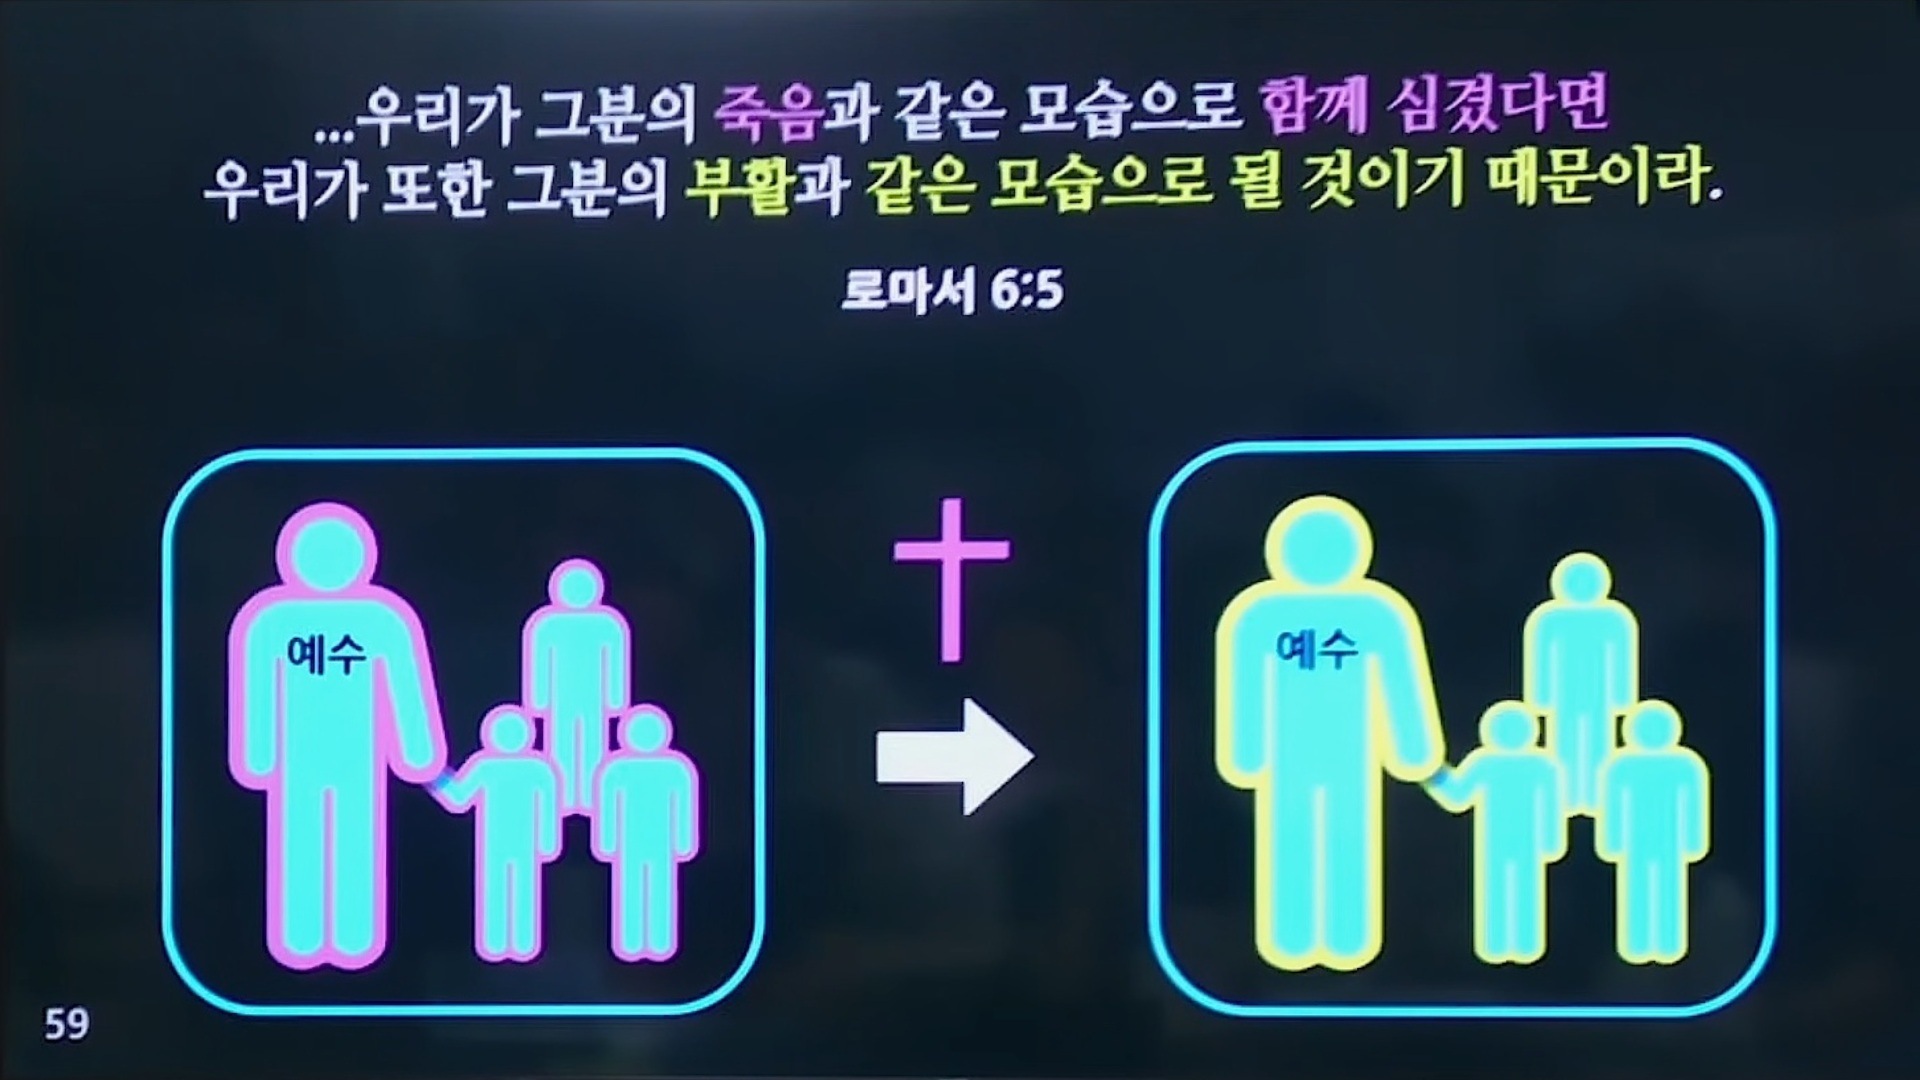 ...우리가 그분의 죽음과 같은 모습으로 함께 심겼다면
우리가 또한 그분의 부활과 같은 모습으로 될 것이기 때문이라.
로마서 6:5
예수
예수
59